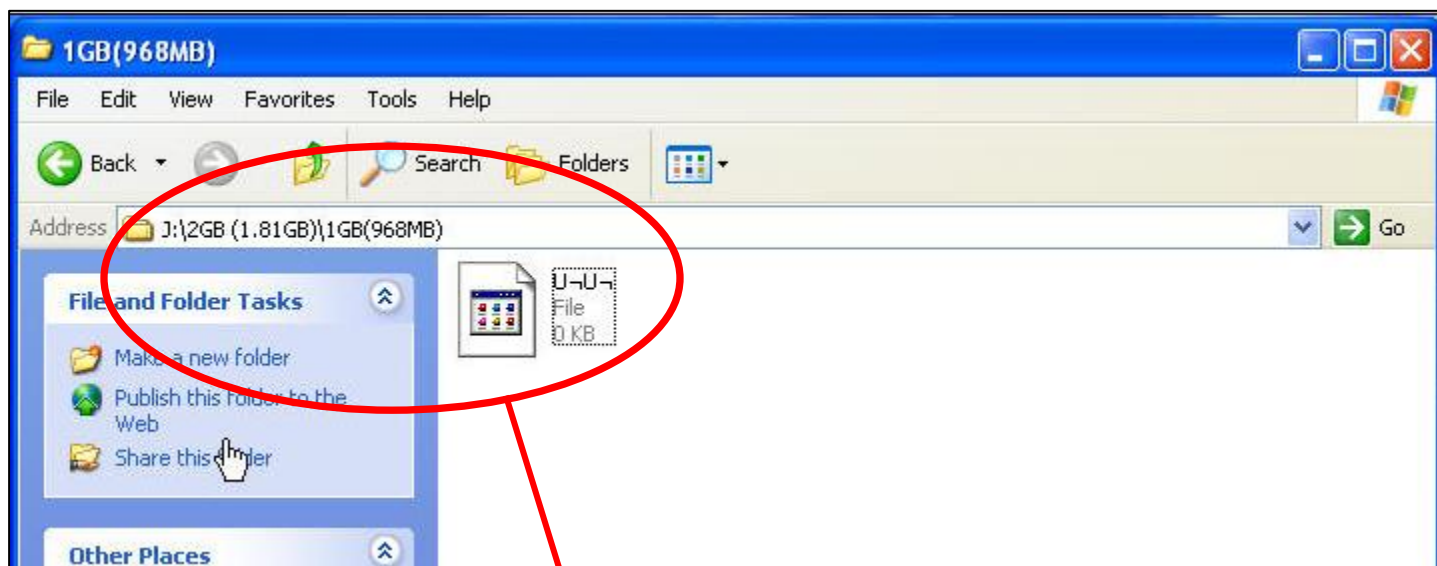 1GB(968MB)
File Edit View Favorites Tools Help
Back Search Folders
Address J:\2GB (1.81GB)\1GB(968MB) Go
File and Folder Tasks
Make a new folder
Publish this folder to the
Web
Share this folder
Other Places
U¬U¬
File
0 KB